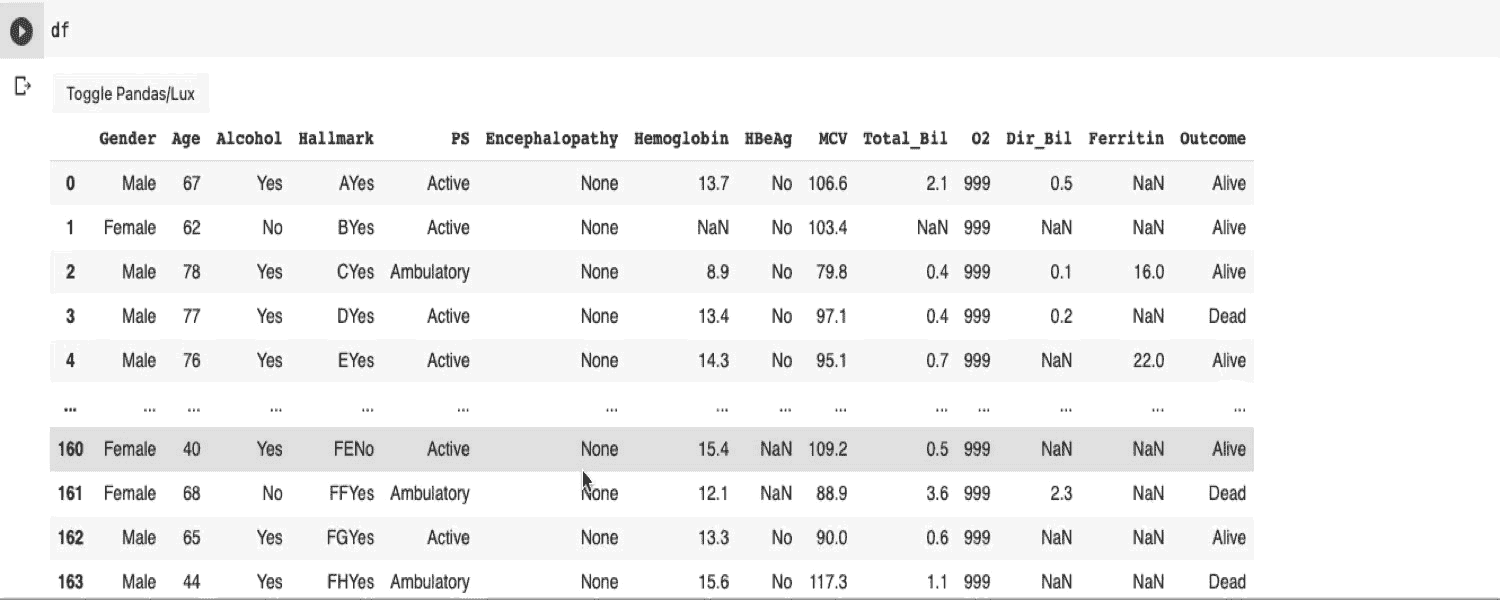 df
Toggle Pandas/Lux
Gender Age Alcohol Hallmark PS Encephalopathy Hemoglobin HBeAg MCV Total_Bil O2 Dir_Bil Ferritin Outcome
0 Male 67 Yes AYes Active None 13.7 No 106.6 2.1 999 0.5 NaN Alive
1 Female 62 No BYes Active None NaN No 103.4 NaN 999 NaN NaN Alive
2 Male 78 Yes CYes Ambulatory None 8.9 No 79.8 0.4 999 0.1 16.0 Alive
3 Male 77 Yes DYes Active None 13.4 No 97.1 0.4 999 0.2 NaN Dead
4 Male 76 Yes EYes Active None 14.3 No 95.1 0.7 999 NaN 22.0 Alive
... ... ... ... ... ... ... ... ... ... ... ... ... ... ...
160 Female 40 Yes FENo Active None 15.4 NaN 109.2 0.5 999 NaN NaN Alive
161 Female 68 No FFYes Ambulatory None 12.1 NaN 88.9 3.6 999 2.3 NaN Dead
162 Male 65 Yes FGYes Active None 13.3 No 90.0 0.6 999 NaN NaN Alive
163 Male 44 Yes FHYes Ambulatory None 15.6 No 117.3 1.1 999 NaN NaN Dead